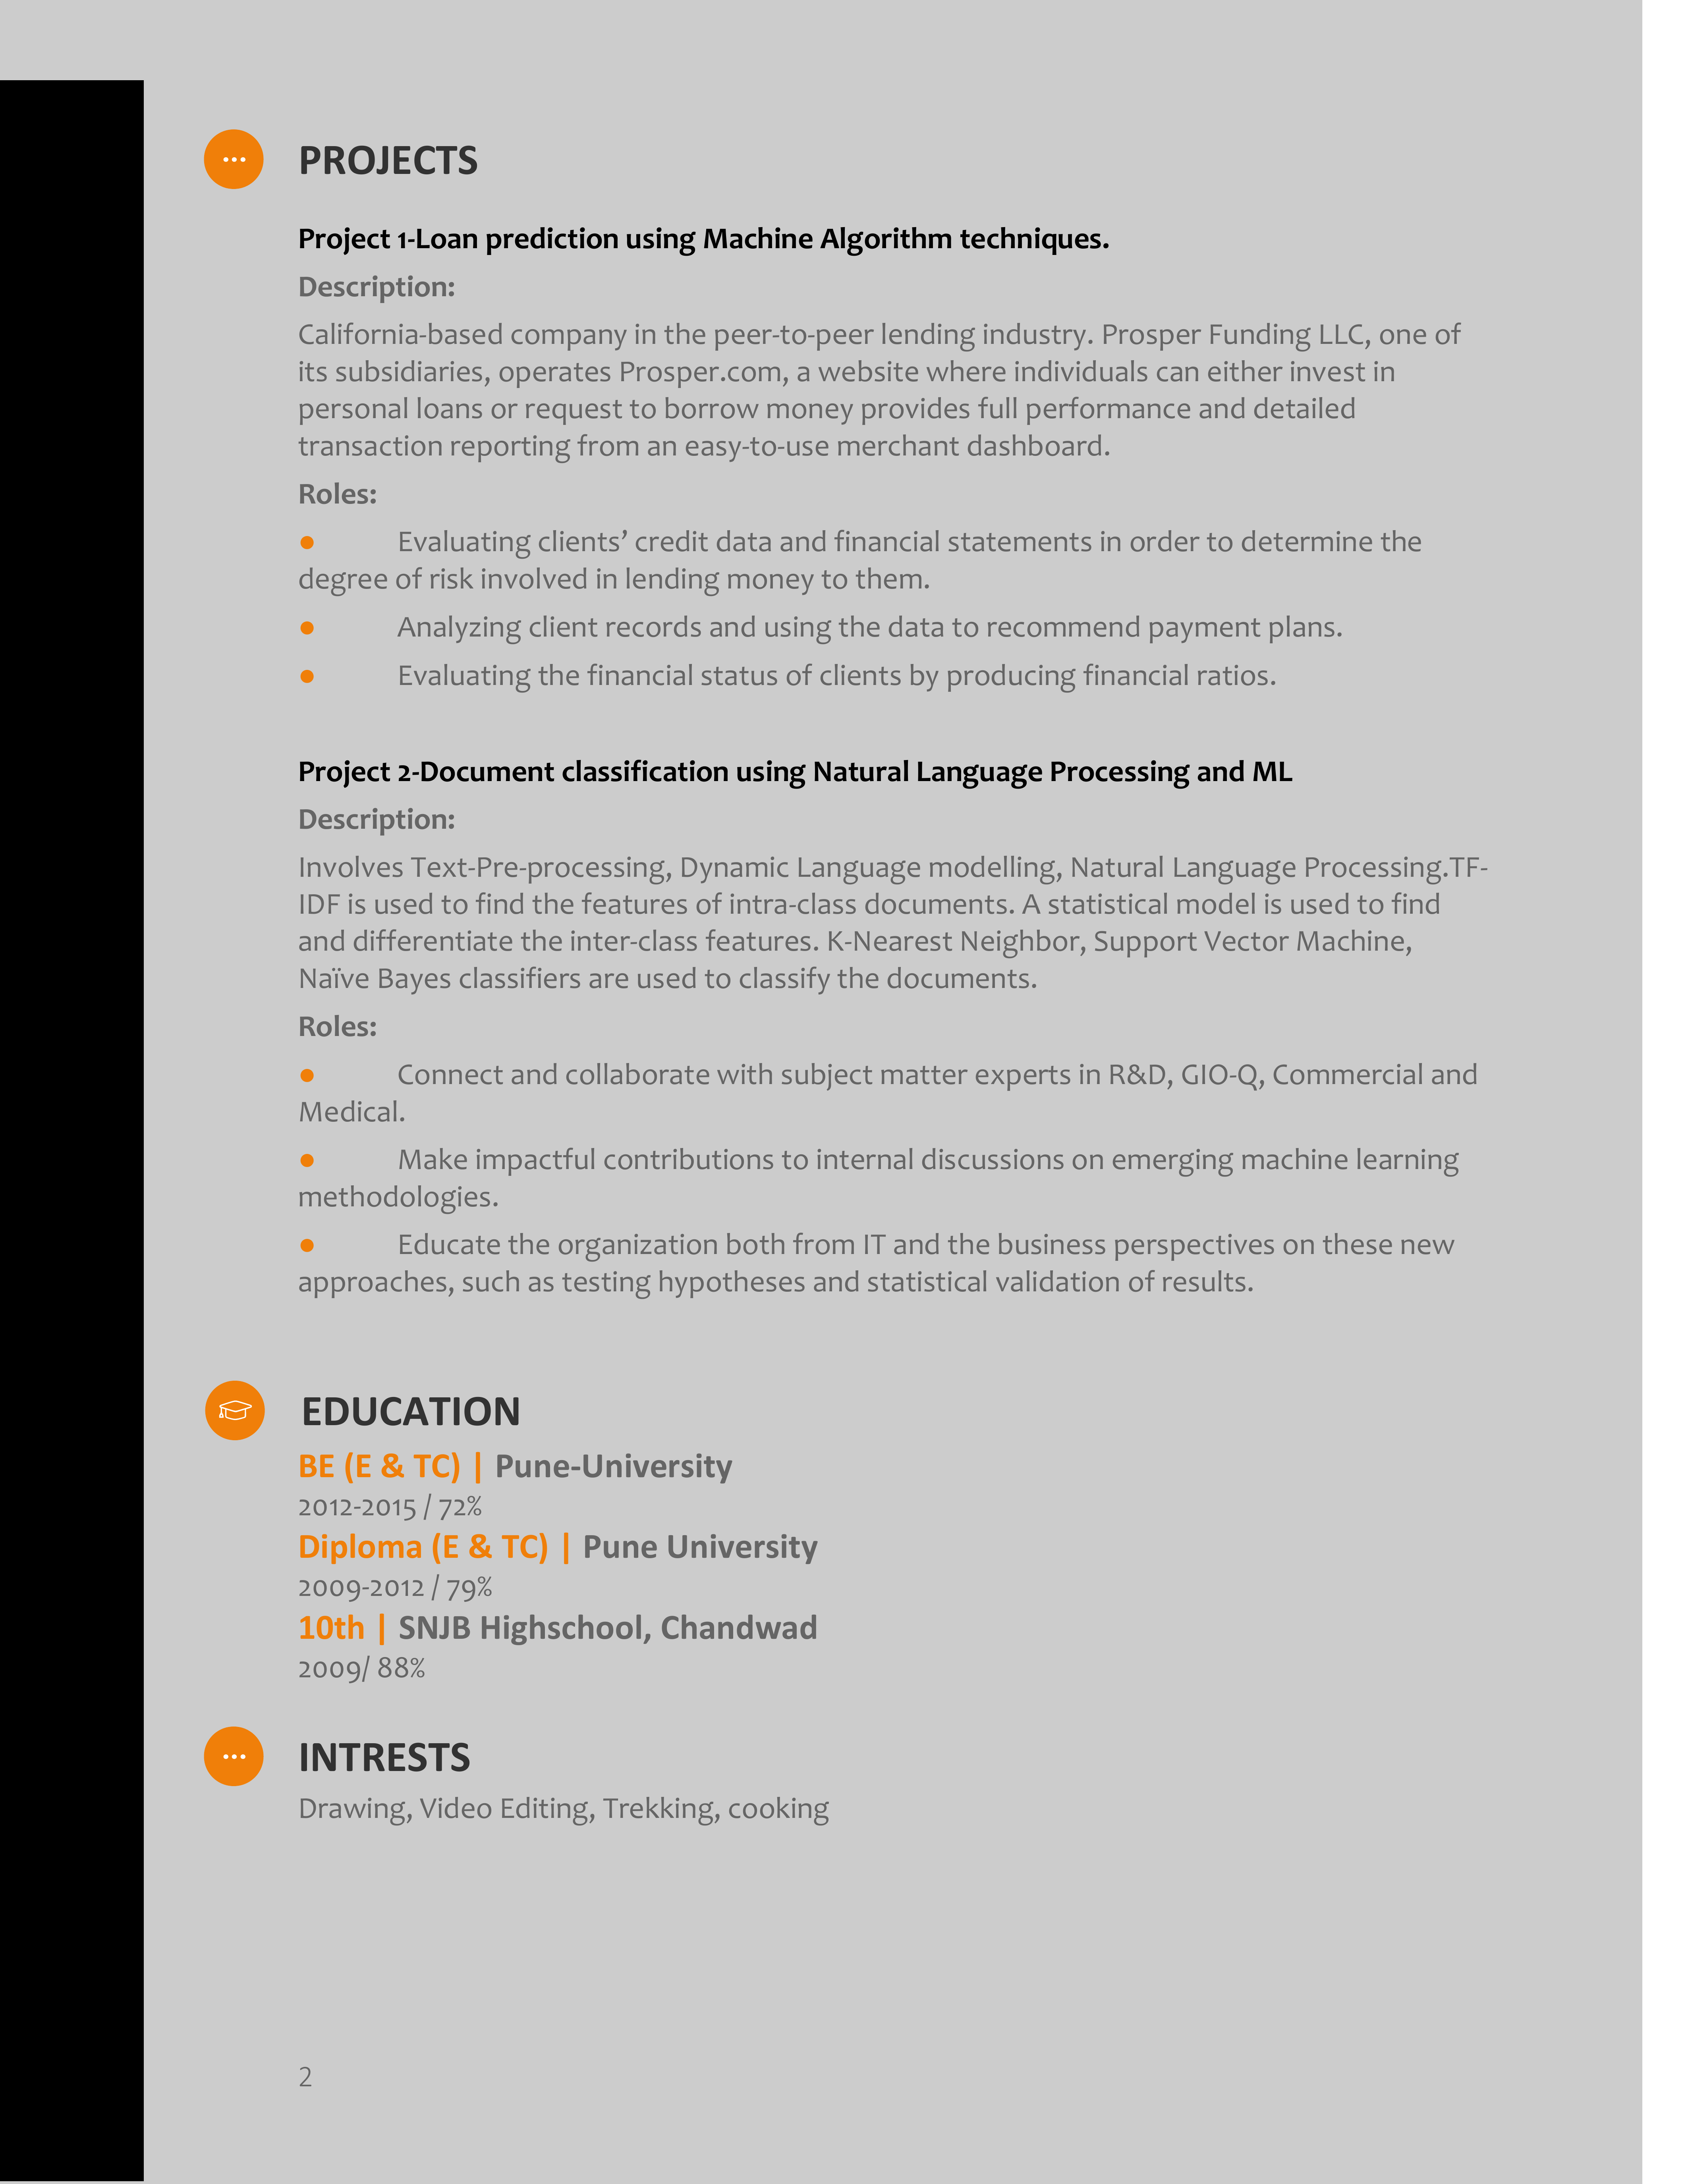 PROJECTS
Project 1-Loan prediction using Machine Algorithm techniques.
Description:
California-based company in the peer-to-peer lending industry. Prosper Funding LLC, one of
its subsidiaries, operates Prosper.com, a website where individuals can either invest in
personal loans or request to borrow money provides full performance and detailed
transaction reporting from an easy-to-use merchant dashboard.
Roles:
● Evaluating clients’ credit data and financial statements in order to determine the
degree of risk involved in lending money to them.
● Analyzing client records and using the data to recommend payment plans.
● Evaluating the financial status of clients by producing financial ratios.
Project 2-Document classification using Natural Language Processing and ML
Description:
Involves Text-Pre-processing, Dynamic Language modelling, Natural Language Processing.TF-
IDF is used to find the features of intra-class documents. A statistical model is used to find
and differentiate the inter-class features. K-Nearest Neighbor, Support Vector Machine,
Naïve Bayes classifiers are used to classify the documents.
Roles:
● Connect and collaborate with subject matter experts in R&D, GIO-Q, Commercial and
Medical.
● Make impactful contributions to internal discussions on emerging machine learning
methodologies.
● Educate the organization both from IT and the business perspectives on these new
approaches, such as testing hypotheses and statistical validation of results.
EDUCATION
BE (E & TC) | Pune-University
2012-2015 / 72%
Diploma (E & TC) | Pune University
2009-2012 / 79%
10th | SNJB Highschool, Chandwad
2009/ 88%
INTRESTS
Drawing, Video Editing, Trekking, cooking
2